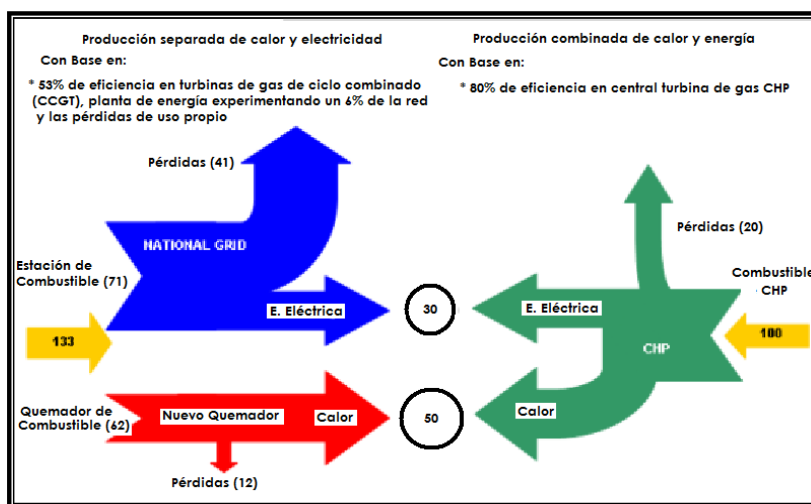 Producción separada de calor y electricidad
Con Base en:
* 53% de eficiencia en turbinas de gas de ciclo combinado
(CCGT), planta de energía experimentando un 6% de la red
y las pérdidas de uso propio
Producción combinada de calor y energía
Con Base en:
* 80% de eficiencia en central turbina de gas CHP
Pérdidas (41)
NATIONAL GRID
Estación de
Combustible (71)
E. Eléctrica
133
30
Pérdidas (20)
Combustible
CHP
E. Eléctrica
CHP
100
Quemador de
Combustible (62)
Nuevo Quemador
Calor
50
Calor
Pérdidas (12)